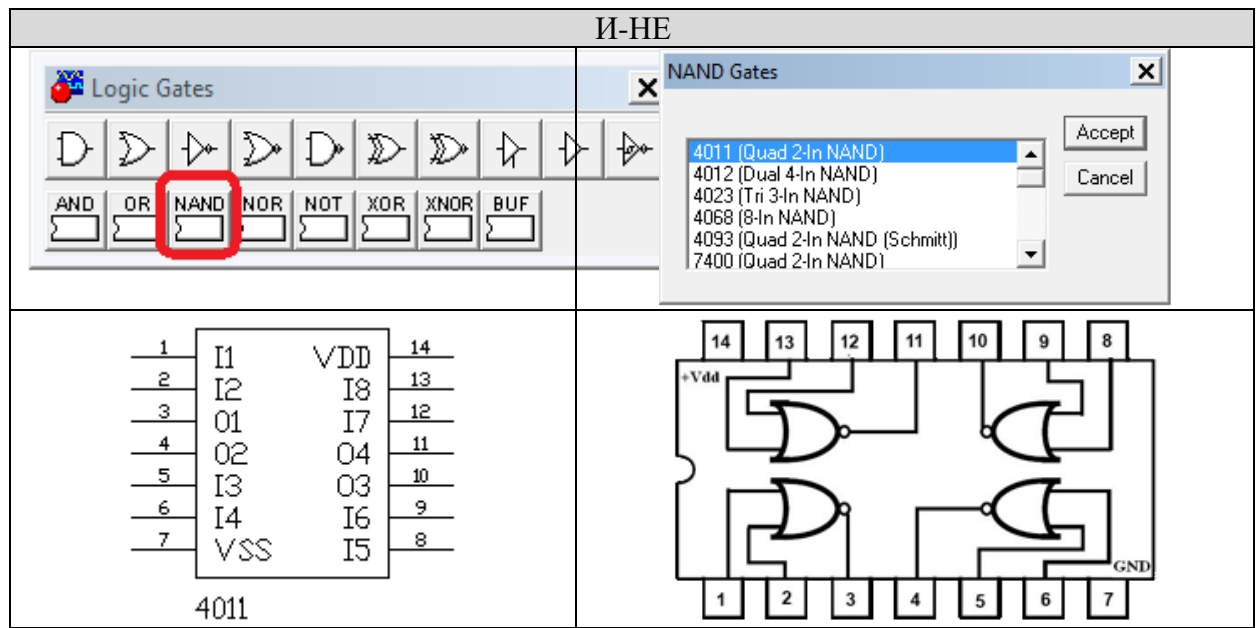 И-НЕ
Logic Gates
AND OR NAND NOR NOT XOR XNOR BUF
NAND Gates
4011 (Quad 2-In NAND)
4012 (Dual 4-In NAND)
4023 (Tri 3-In NAND)
4068 (8-In NAND)
4093 (Quad 2-In NAND (Schmitt))
7400 (Quad 2-In NAND)
Accept
Cancel
1 I1 VDD 14
2 I2 I8 13
3 O1 I7 12
4 O2 O4 11
5 I3 O3 10
6 I4 I6 9
7 VSS I5 8
4011
14 13 12 11 10 9 8
+Vdd
GND
1 2 3 4 5 6 7